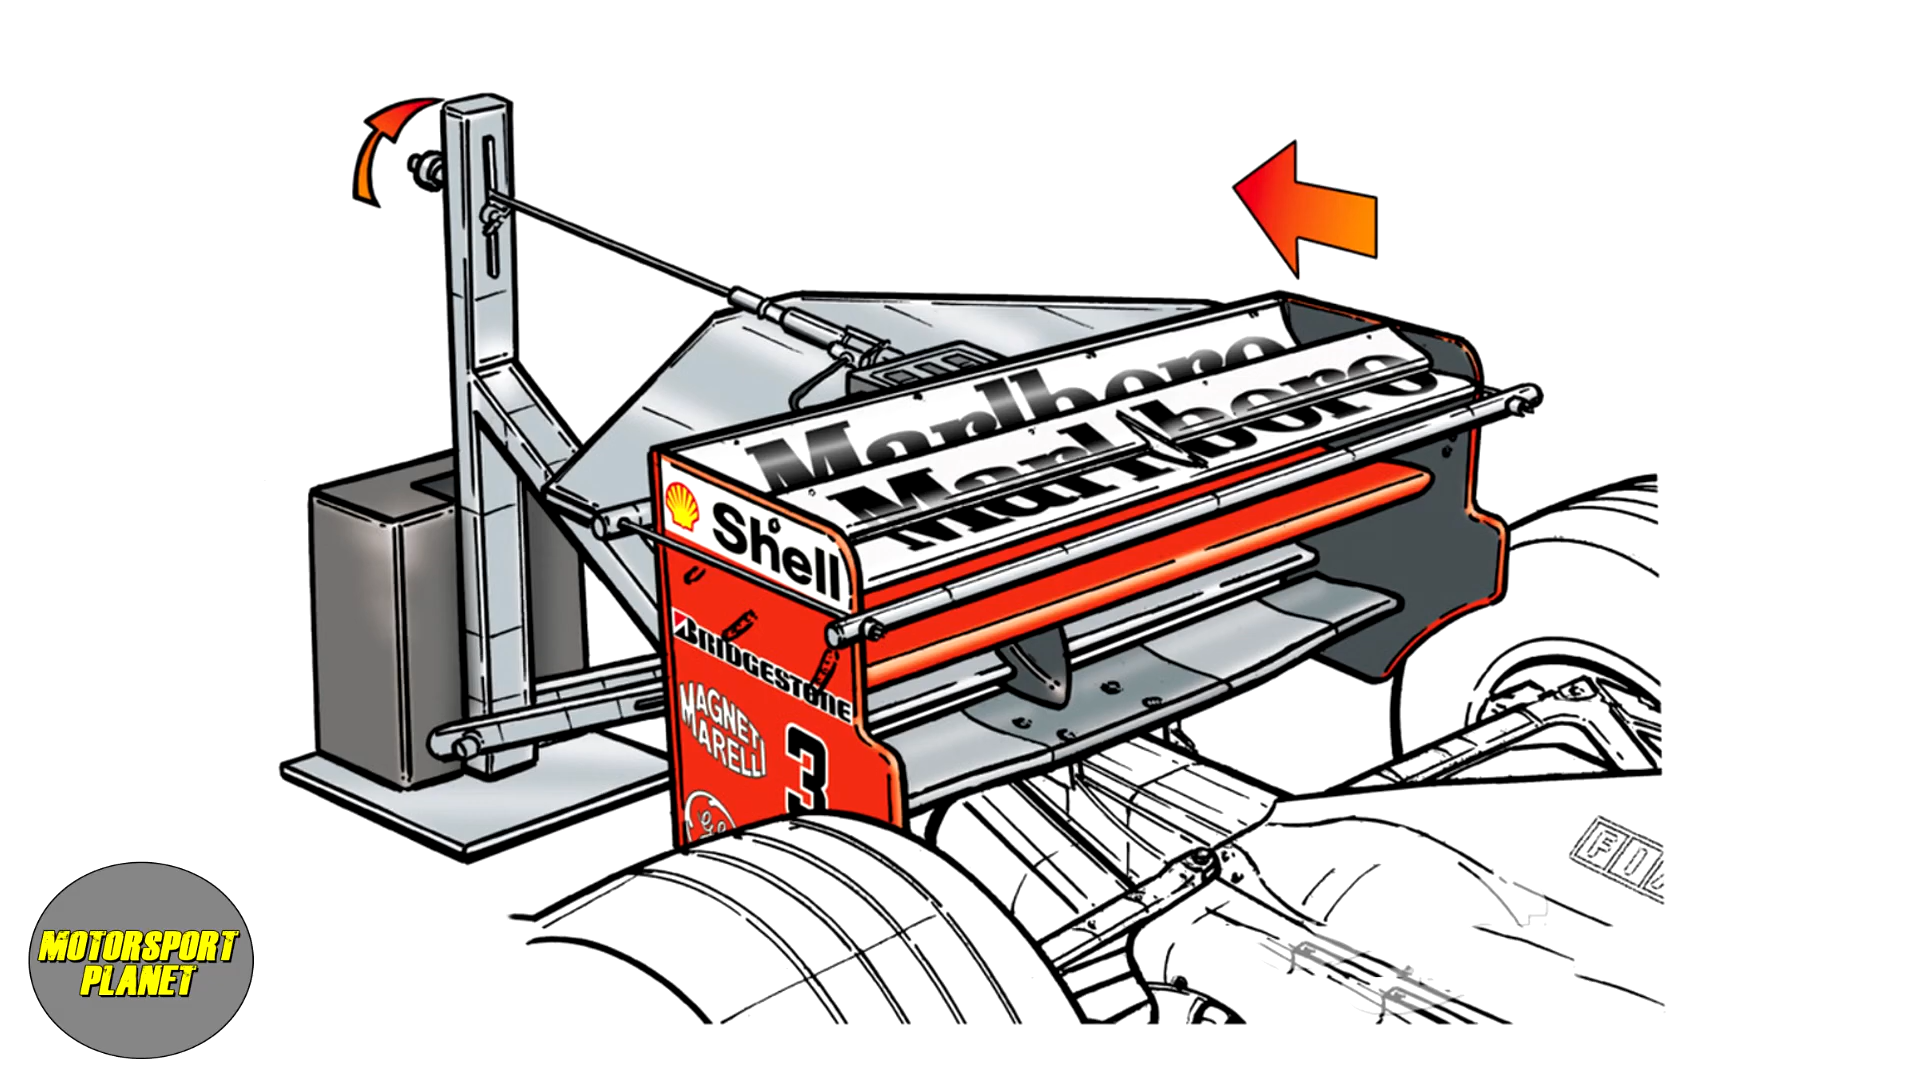 Marlboro
Marlboro
Shell
BRIDGESTONE
MAGNETI
MARELLI
3
MOTORSPORT
PLANET